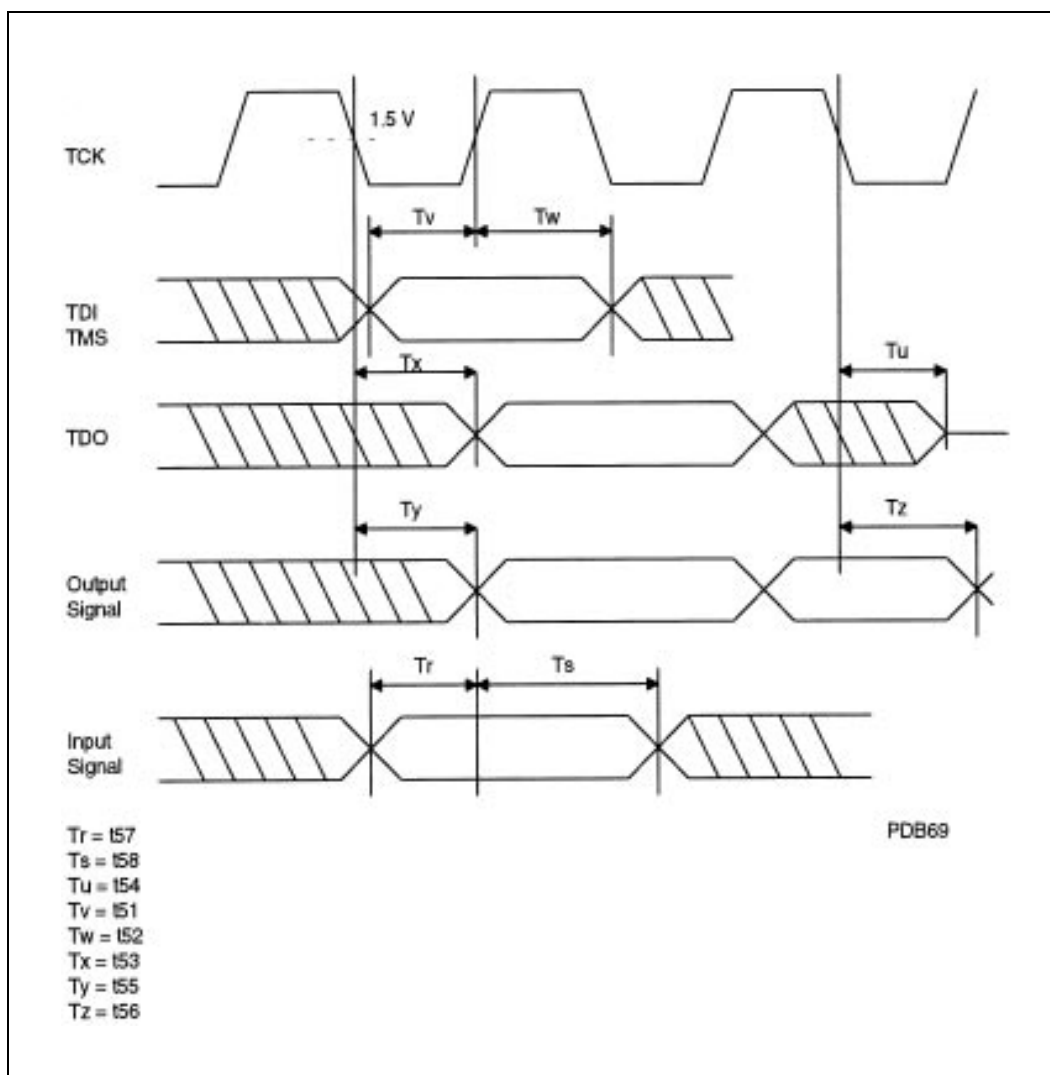 1.5 V
TCK
Tv
Tw
TDI
TMS
Tx
Tu
TDO
Ty
Tz
Output
Signal
Tr
Ts
Input
Signal
PDB69
Tr = t57
Ts = t58
Tu = t54
Tv = t51
Tw = t52
Tx = t53
Ty = t55
Tz = t56